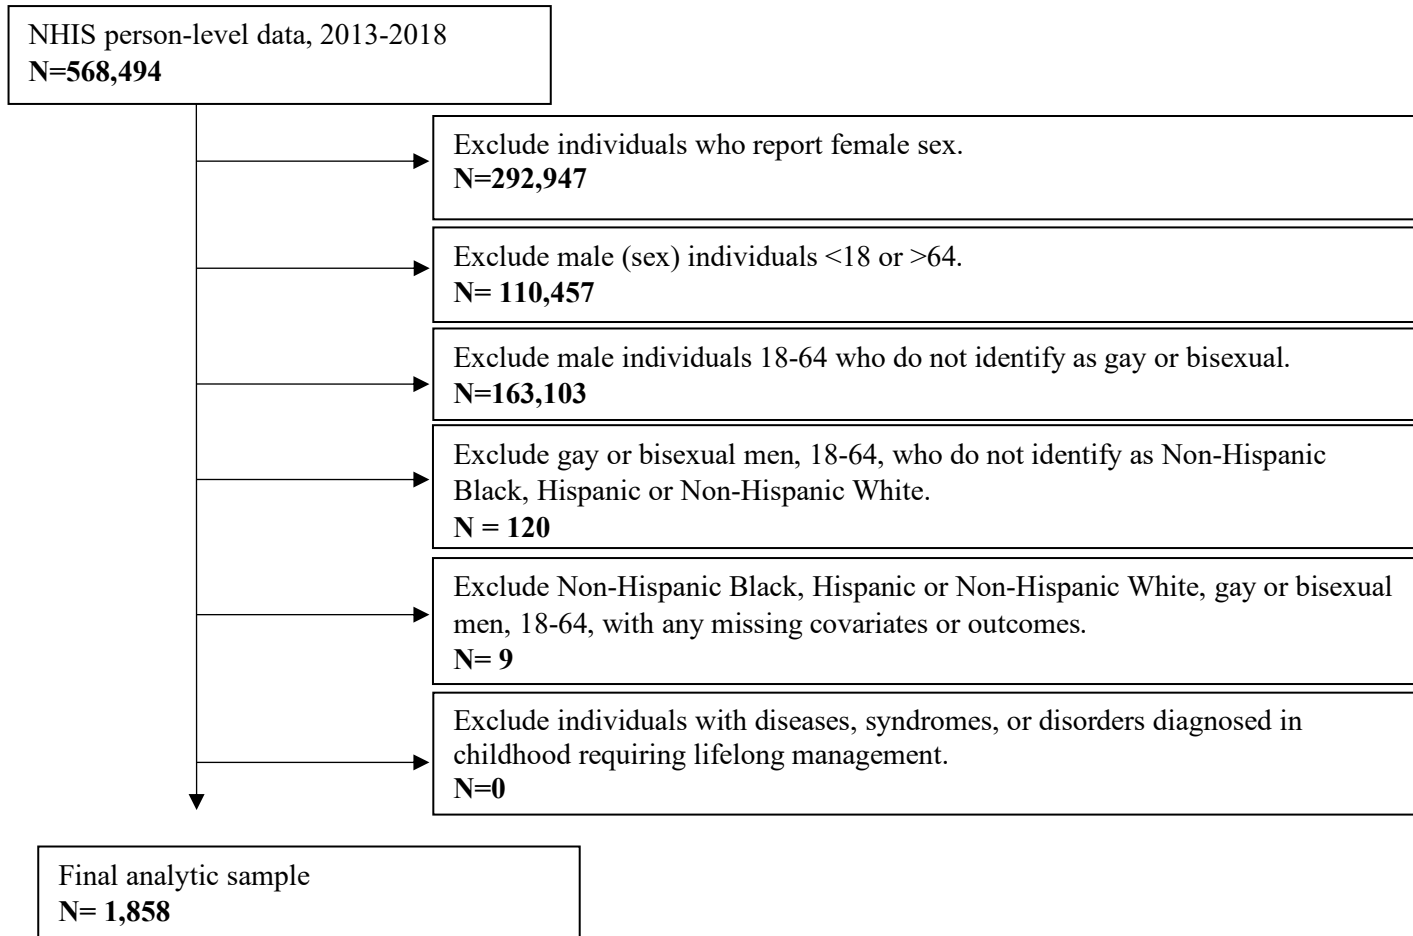 NHIS person-level data, 2013-2018
N=568,494
Exclude individuals who report female sex.
N=292,947
Exclude male (sex) individuals <18 or >64.
N= 110,457
Exclude male individuals 18-64 who do not identify as gay or bisexual.
N=163,103
Exclude gay or bisexual men, 18-64, who do not identify as Non-Hispanic
Black, Hispanic or Non-Hispanic White.
N = 120
Exclude Non-Hispanic Black, Hispanic or Non-Hispanic White, gay or bisexual
men, 18-64, with any missing covariates or outcomes.
N= 9
Exclude individuals with diseases, syndromes, or disorders diagnosed in
childhood requiring lifelong management.
N=0
Final analytic sample
N= 1,858